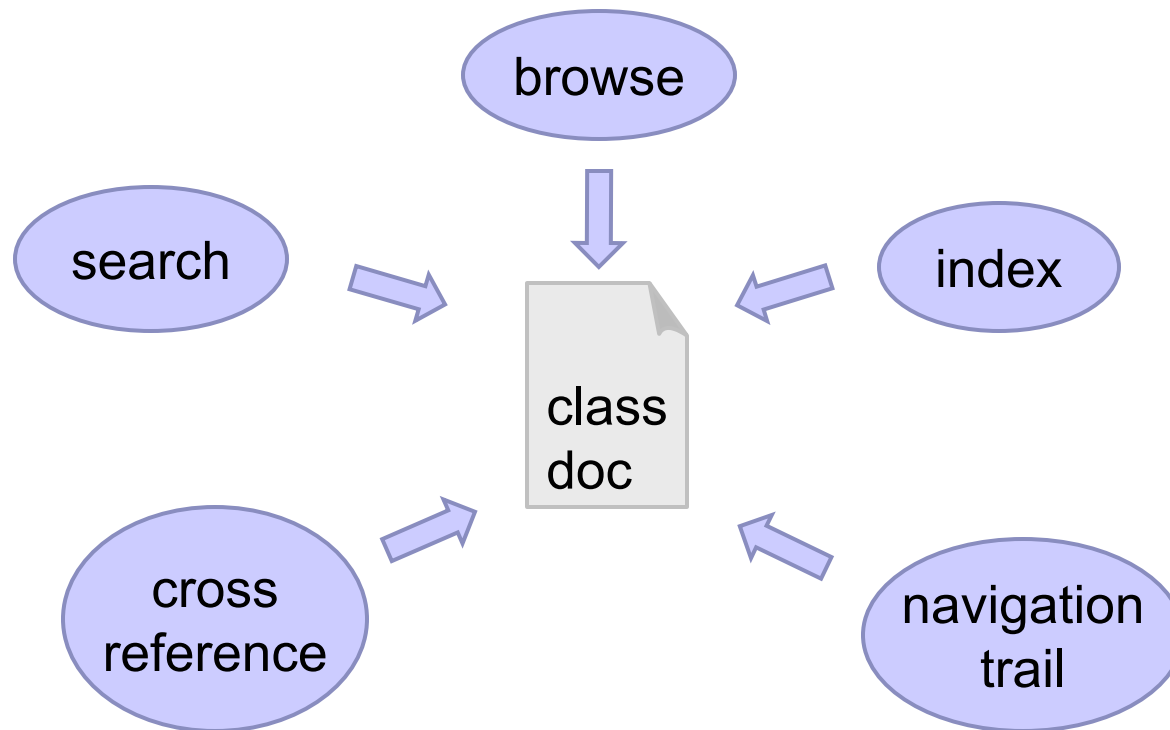 browse
search
index
class
doc
cross
reference
navigation
trail